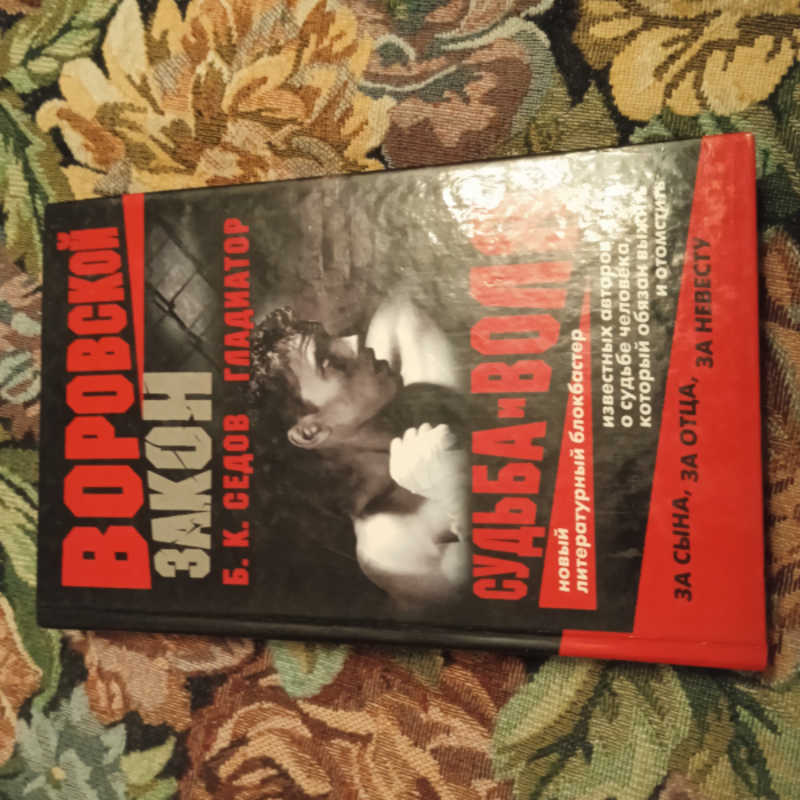 ВОРОВСКОЙ
ЗАКОН
Б. К. СЕДОВ ГЛАДИАТОР
СУДЬБА-ВОЛ
новый
литературный блокбастер
известных авторов
о судьбе человека,
который обязан выжить
и отомстить
ЗА СЫНА, ЗА ОТЦА, ЗА НЕВЕСТУ